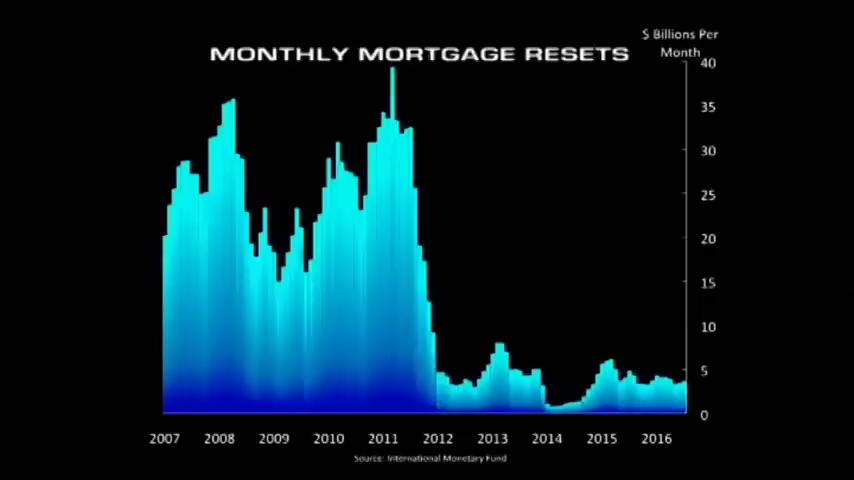 $ Billions Per
Month
MONTHLY MORTGAGE RESETS
40
35
30
25
20
15
10
5
0
2007 2008 2009 2010 2011 2012 2013 2014 2015 2016
Source: International Monetary Fund